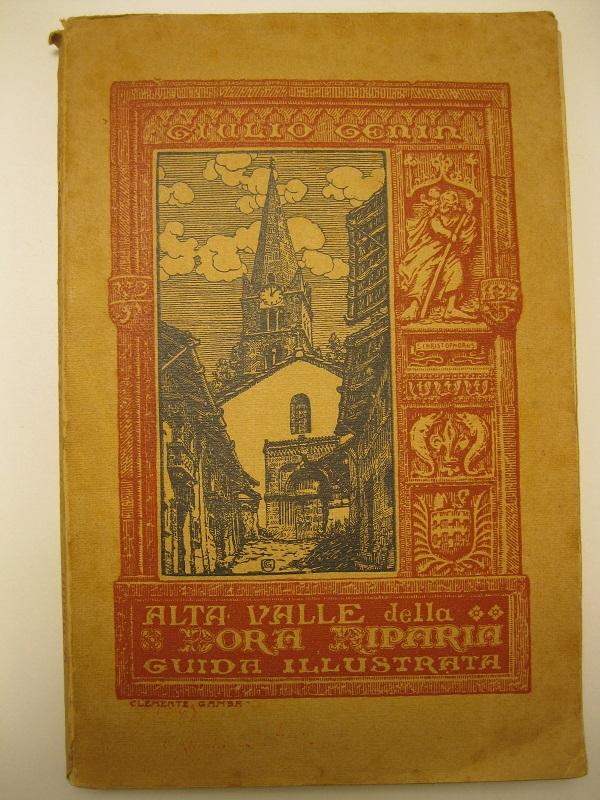 GIULIO GENIN
S. CHRISTOPHORUS
ALTA VALLE della
DORA RIPARIA
GUIDA ILLUSTRATA
CLEMENTE GAMBA